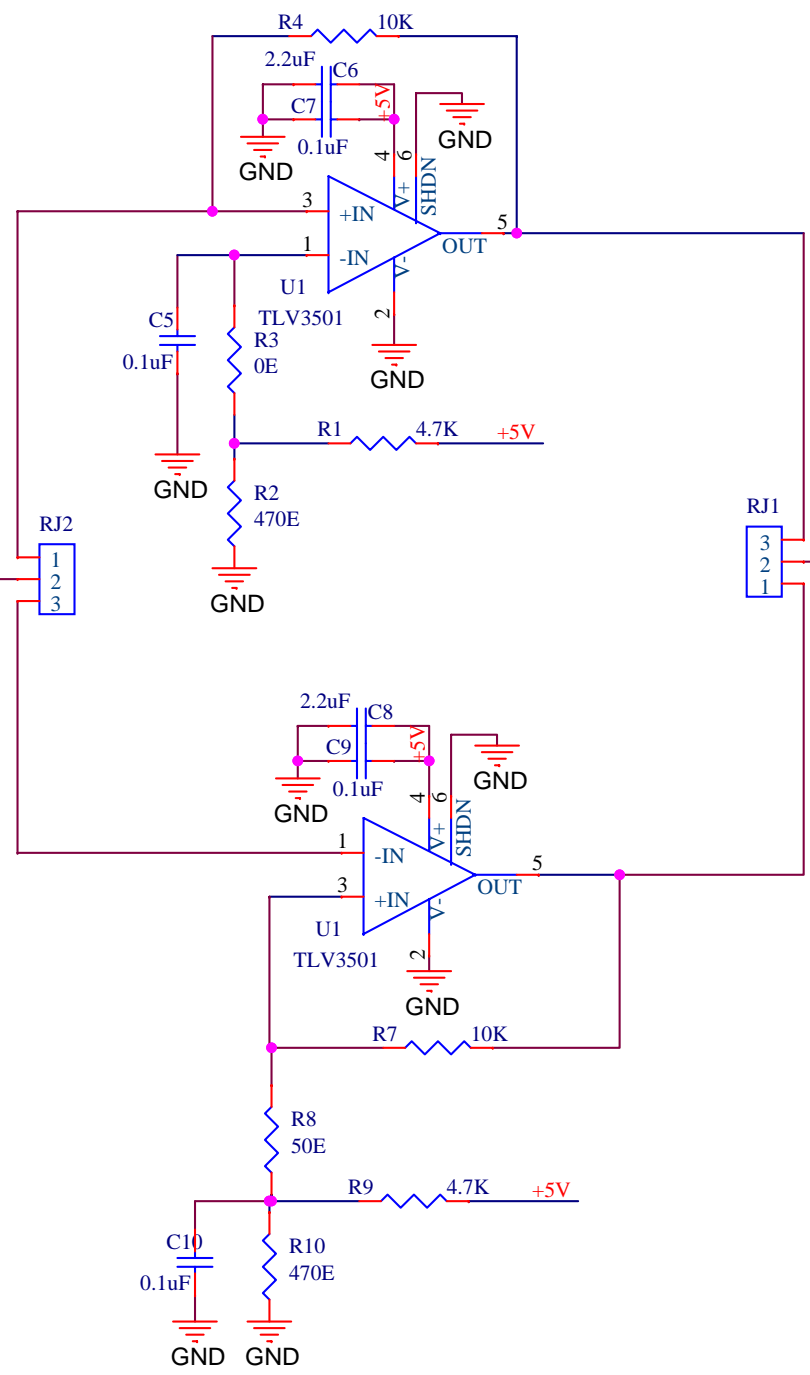 R4 10K
2.2uF C6
C7 +5V
0.1uF
GND
GND
4 6
V+ SHDN
3 +IN
1 -IN
OUT 5
V-
U1
TLV3501
2
GND
C5
0.1uF
R3
0E
R1 4.7K +5V
GND
R2
470E
GND
RJ2
1
2
3
RJ1
3
2
1
2.2uF C8
C9 +5V
0.1uF
GND
GND
4 6
V+ SHDN
1 -IN
3 +IN
OUT 5
V-
U1
TLV3501
2
GND
R7 10K
R8
50E
R9 4.7K +5V
C10
0.1uF
R10
470E
GND GND